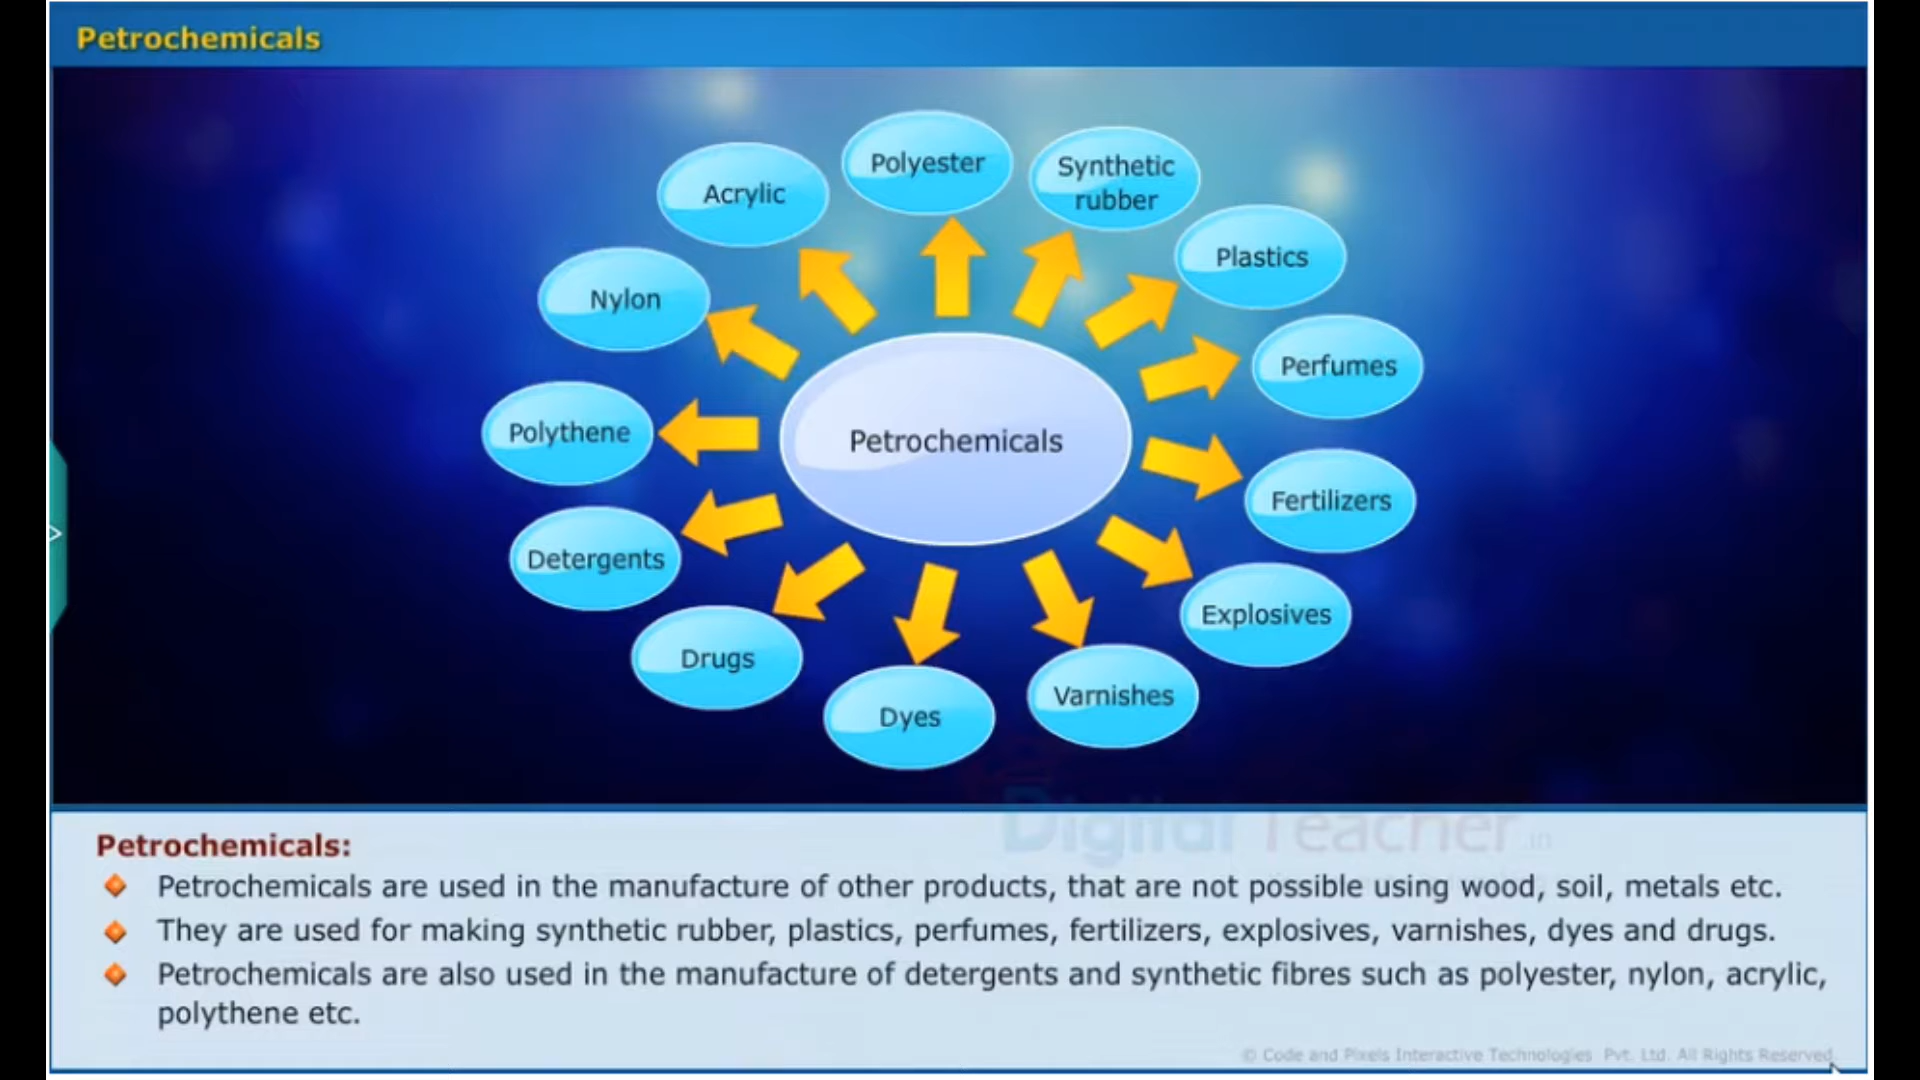 Petrochemicals
Polyester
Synthetic
rubber
Acrylic
Plastics
Nylon
Perfumes
Polythene
Petrochemicals
Fertilizers
Detergents
Explosives
Drugs
Varnishes
Dyes
Digital Teacher.in
Petrochemicals:
Petrochemicals are used in the manufacture of other products, that are not possible using wood, soil, metals etc.
They are used for making synthetic rubber, plastics, perfumes, fertilizers, explosives, varnishes, dyes and drugs.
Petrochemicals are also used in the manufacture of detergents and synthetic fibres such as polyester, nylon, acrylic,
polythene etc.
© Code and Pixels Interactive Technologies Pvt. Ltd. All Rights Reserved.